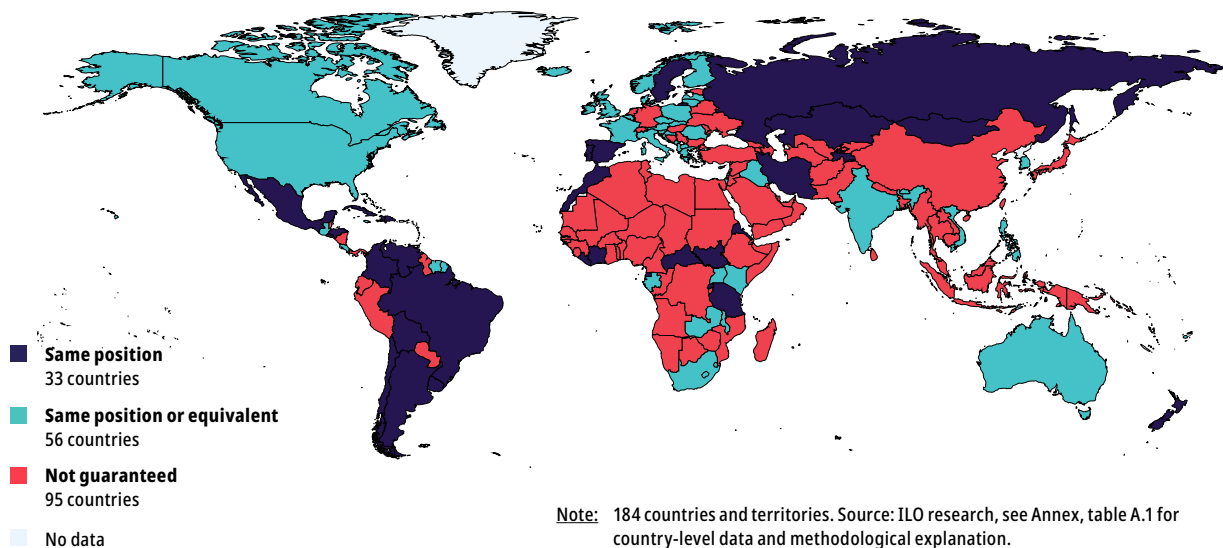 Same position
33 countries
Same position or equivalent
56 countries
Not guaranteed
95 countries
No data
Note: 184 countries and territories. Source: ILO research, see Annex, table A.1 for
country-level data and methodological explanation.